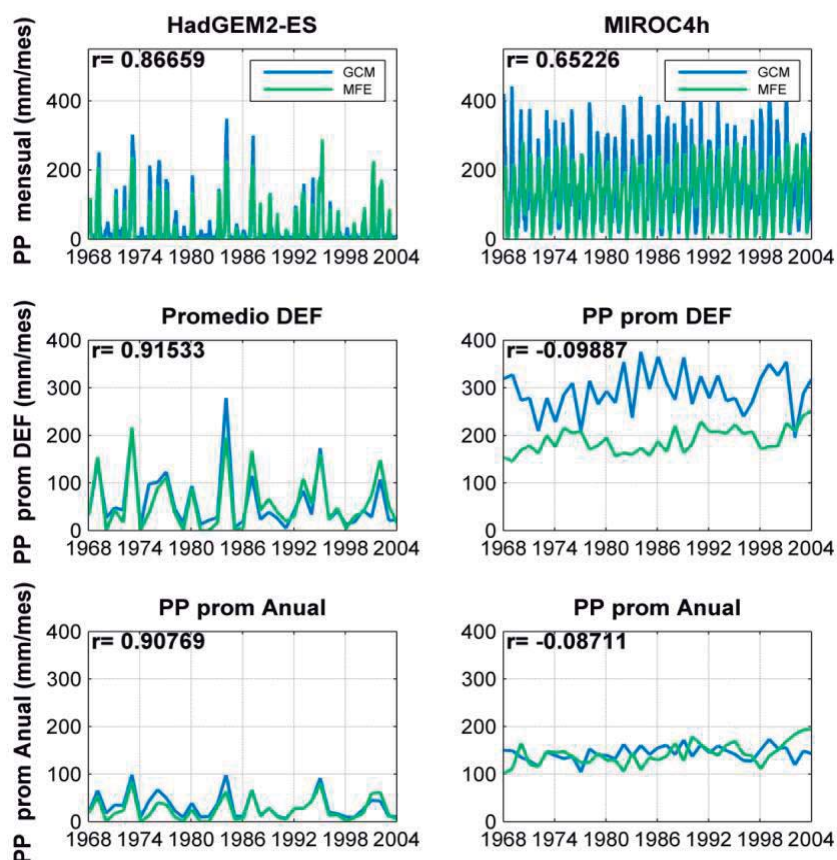 HadGEM2-ES
r= 0.86659
GCM
MFE
PP mensual (mm/mes)
400
200
0
1968 1974 1980 1986 1992 1998 2004
MIROC4h
r= 0.65226
GCM
MFE
400
200
0
1968 1974 1980 1986 1992 1998 2004
Promedio DEF
r= 0.91533
PP prom DEF (mm/mes)
400
300
200
100
0
1968 1974 1980 1986 1992 1998 2004
PP prom DEF
r= -0.09887
400
300
200
100
0
1968 1974 1980 1986 1992 1998 2004
PP prom Anual
r= 0.90769
PP prom Anual (mm/mes)
400
300
200
100
0
1968 1974 1980 1986 1992 1998 2004
PP prom Anual
r= -0.08711
400
300
200
100
0
1968 1974 1980 1986 1992 1998 2004